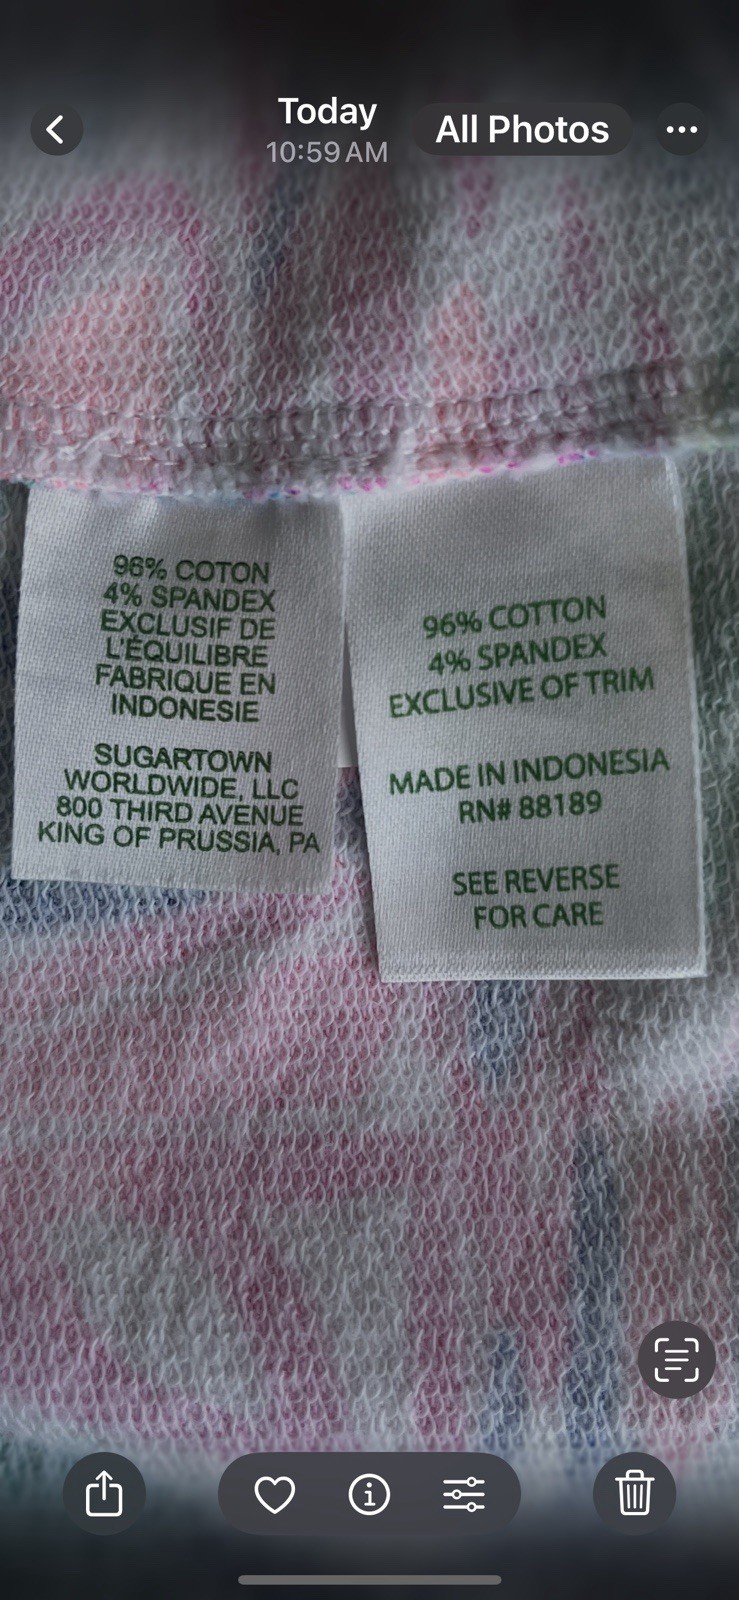 Today
10:59 AM
All Photos
96% COTON
4% SPANDEX
EXCLUSIF DE
L'ÉQUILIBRE
FABRIQUE EN
INDONESIE
SUGARTOWN
WORLDWIDE, LLC
800 THIRD AVENUE
KING OF PRUSSIA, PA
96% COTTON
4% SPANDEX
EXCLUSIVE OF TRIM
MADE IN INDONESIA
RN# 88189
SEE REVERSE
FOR CARE